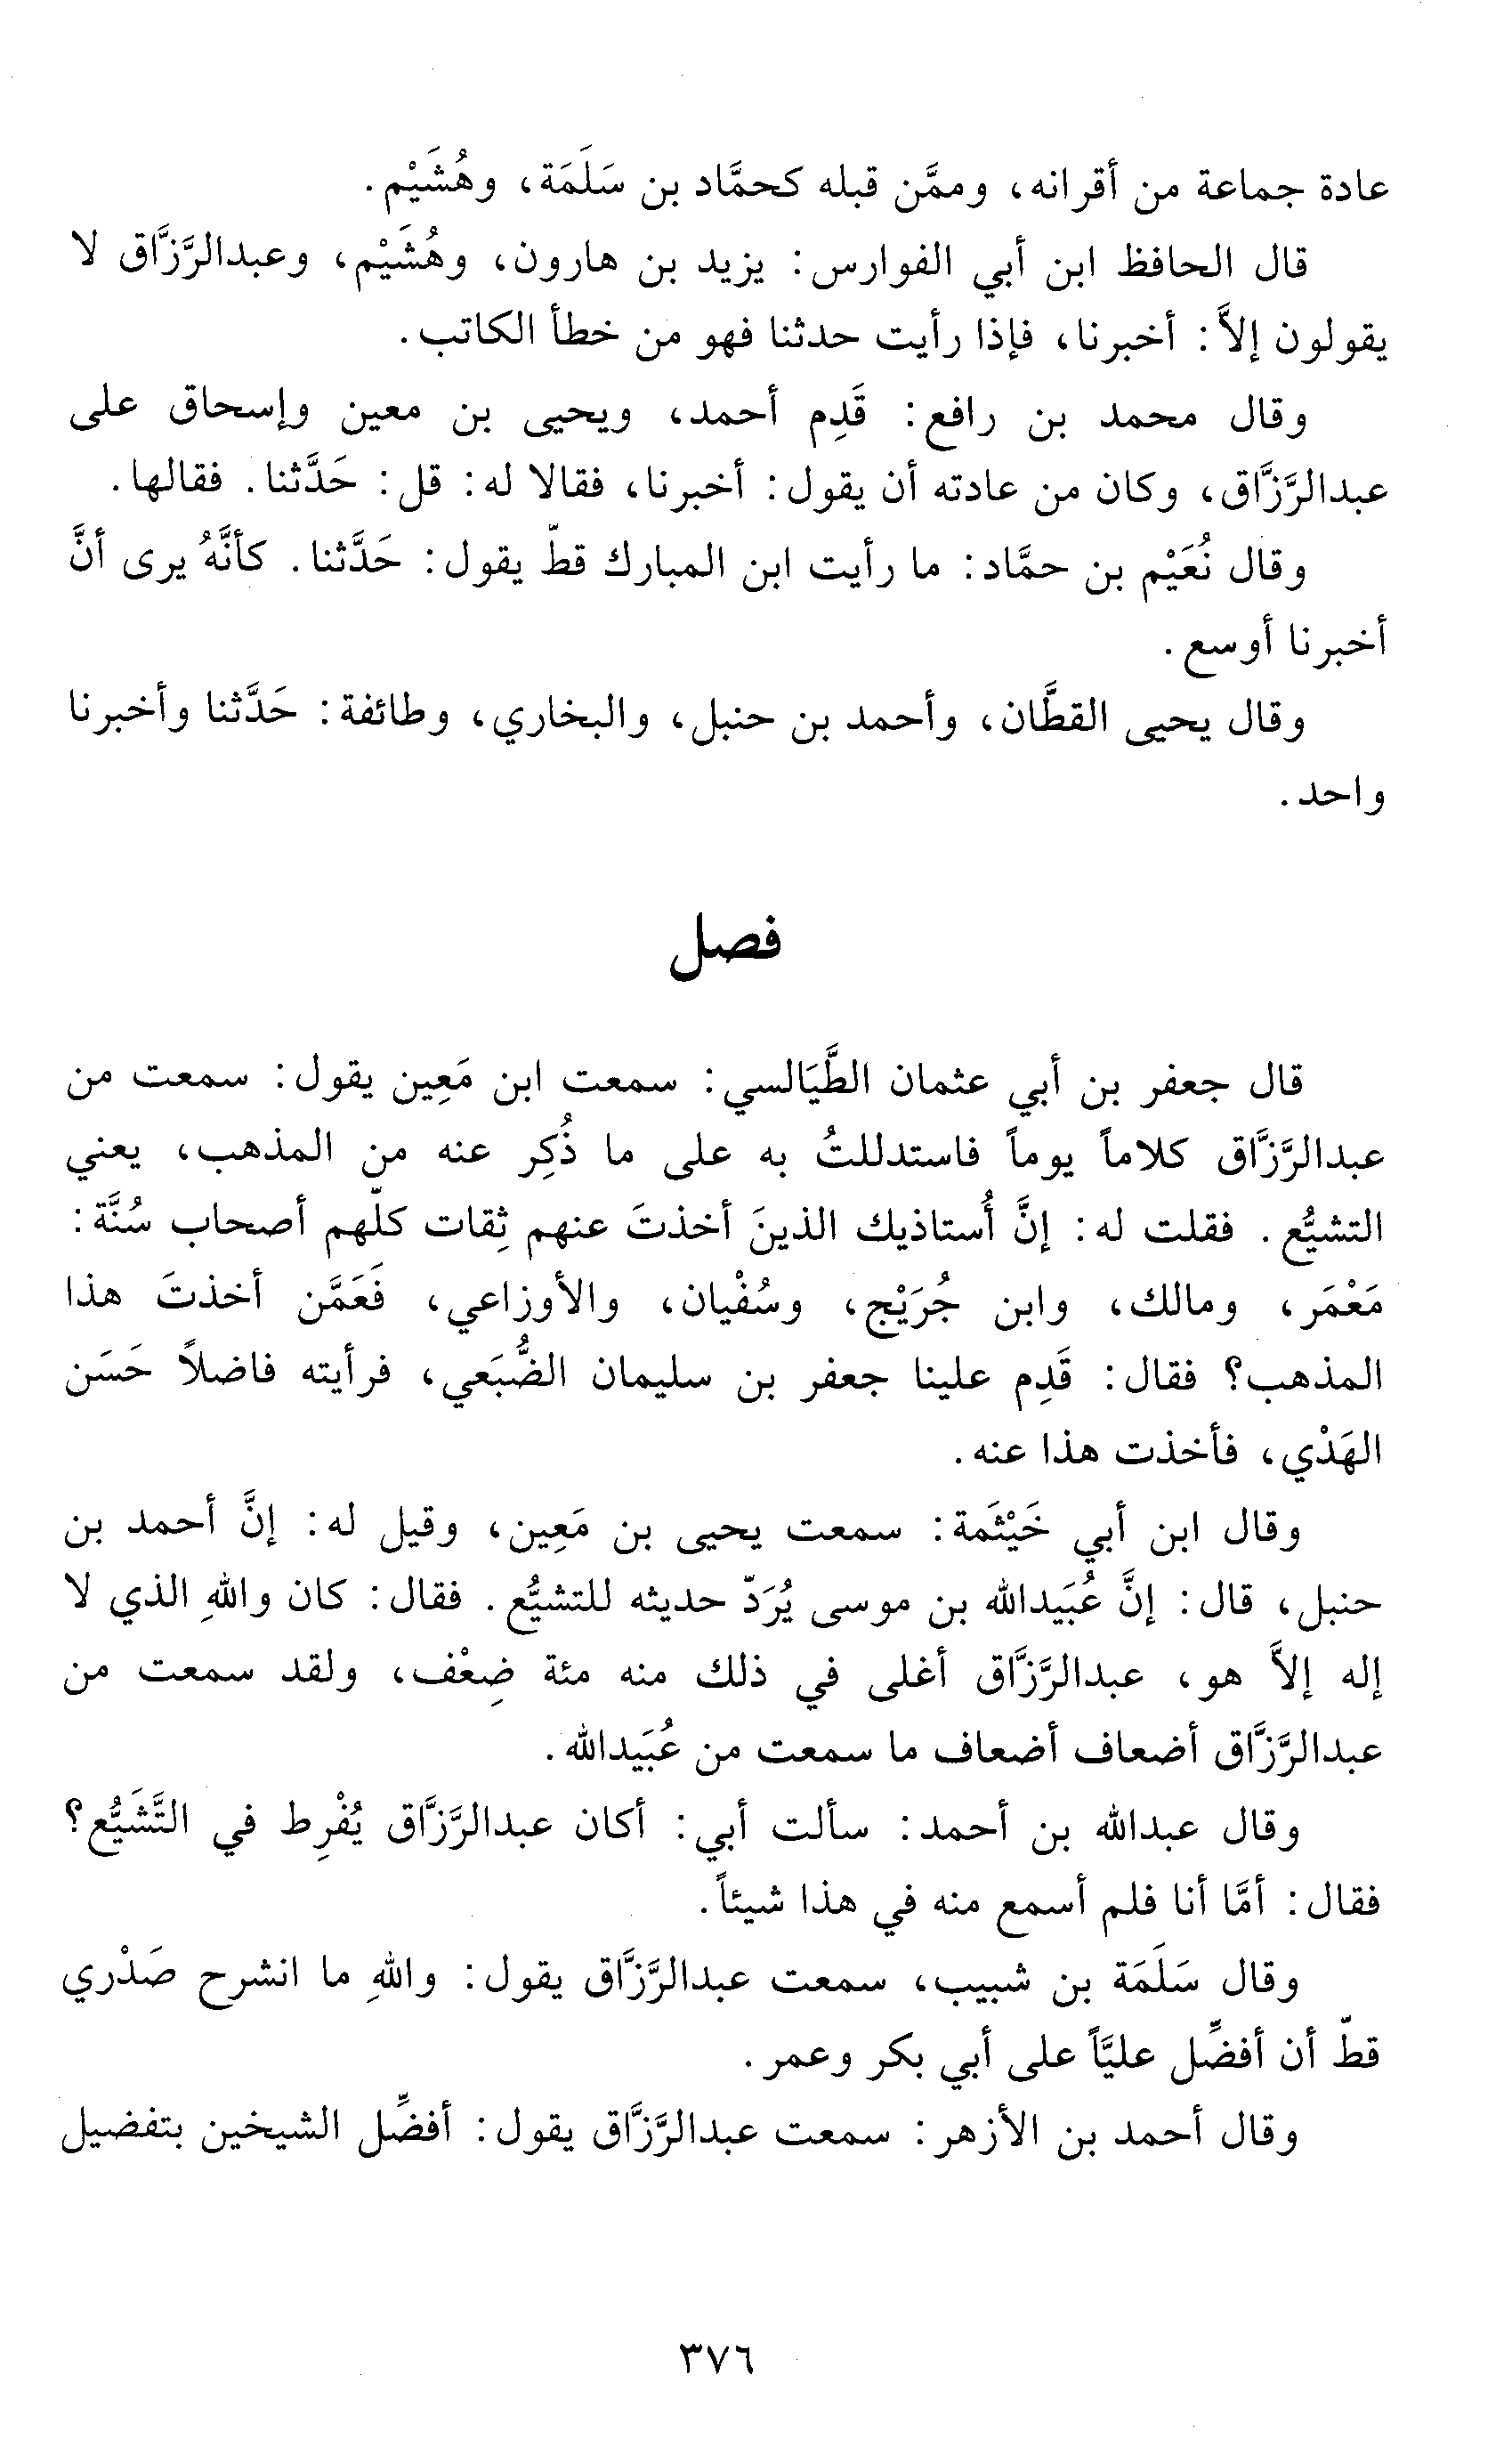 عادة جماعة من أقرانه، وممَّن قبله كحمَّاد بن سَلَمَة، وهُشَيْم.
قال الحافظ ابن أبي الفوارس: يزيد بن هارون، وهُشَيْم، وعبدالرَّزاَّق لا
يقولون إلاَّ: أخبرنا، فإذا رأيت حدثنا فهو من خطأ الكاتب.
وقال محمد بن رافع: قَدِم أحمد، ويحيى بن معين وإسحاق على
عبدالرَّزاَّق، وكان من عادته أن يقول: أخبرنا، فقالا له: قل: حَدَّثنا. فقالها.
وقال نُعَيْم بن حمَّاد: ما رأيت ابن المبارك قطّ يقول: حَدَّثنا. كأنَّهُ يرى أنَّ
أخبرنا أوسع.
وقال يحيى القطَّان، وأحمد بن حنبل، والبخاري، وطائفة: حَدَّثنا وأخبرنا
واحد.
فصل
قال جعفر بن أبي عثمان الطَّيَالسي: سمعت ابن مَعِين يقول: سمعت من
عبدالرَّزاَّق كلاماً يوماً فاستدللتُ به على ما ذُكِر عنه من المذهب، يعني
التشيُّع. فقلت له: إنَّ أُستاذيك الذينَ أخذتَ عنهم ثِقات كلّهم أصحاب سُنَّة:
مَعْمَر، ومالك، وابن جُرَيْج، وسُفْيان، والأوزاعي، فَعَمَّن أخذتَ هذا
المذهب؟ فقال: قَدِم علينا جعفر بن سليمان الضُّبَعي، فرأيته فاضلاً حَسَن
الهَدْي، فأخذت هذا عنه.
وقال ابن أبي خَيْثَمة: سمعت يحيى بن مَعِين، وقيل له: إنَّ أحمد بن
حنبل، قال: إنَّ عُبَيدالله بن موسى يُرَدّ حديثه للتشيُّع. فقال: كان واللهِ الذي لا
إله إلاَّ هو، عبدالرَّزاَّق أغلى في ذلك منه مئة ضِعْف، ولقد سمعت من
عبدالرَّزاَّق أضعاف أضعاف ما سمعت من عُبَيدالله.
وقال عبدالله بن أحمد: سألت أبي: أكان عبدالرَّزاَّق يُفْرِط في التَّشَيُّع؟
فقال: أمَّا أنا فلم أسمع منه في هذا شيئاً.
وقال سَلَمَة بن شبيب، سمعت عبدالرَّزاَّق يقول: واللهِ ما انشرح صَدْري
قطّ أن أفضِّل عليَّاً على أبي بكر وعمر.
وقال أحمد بن الأزهر: سمعت عبدالرَّزاَّق يقول: أفضِّل الشيخين بتفضيل
٣٧٦